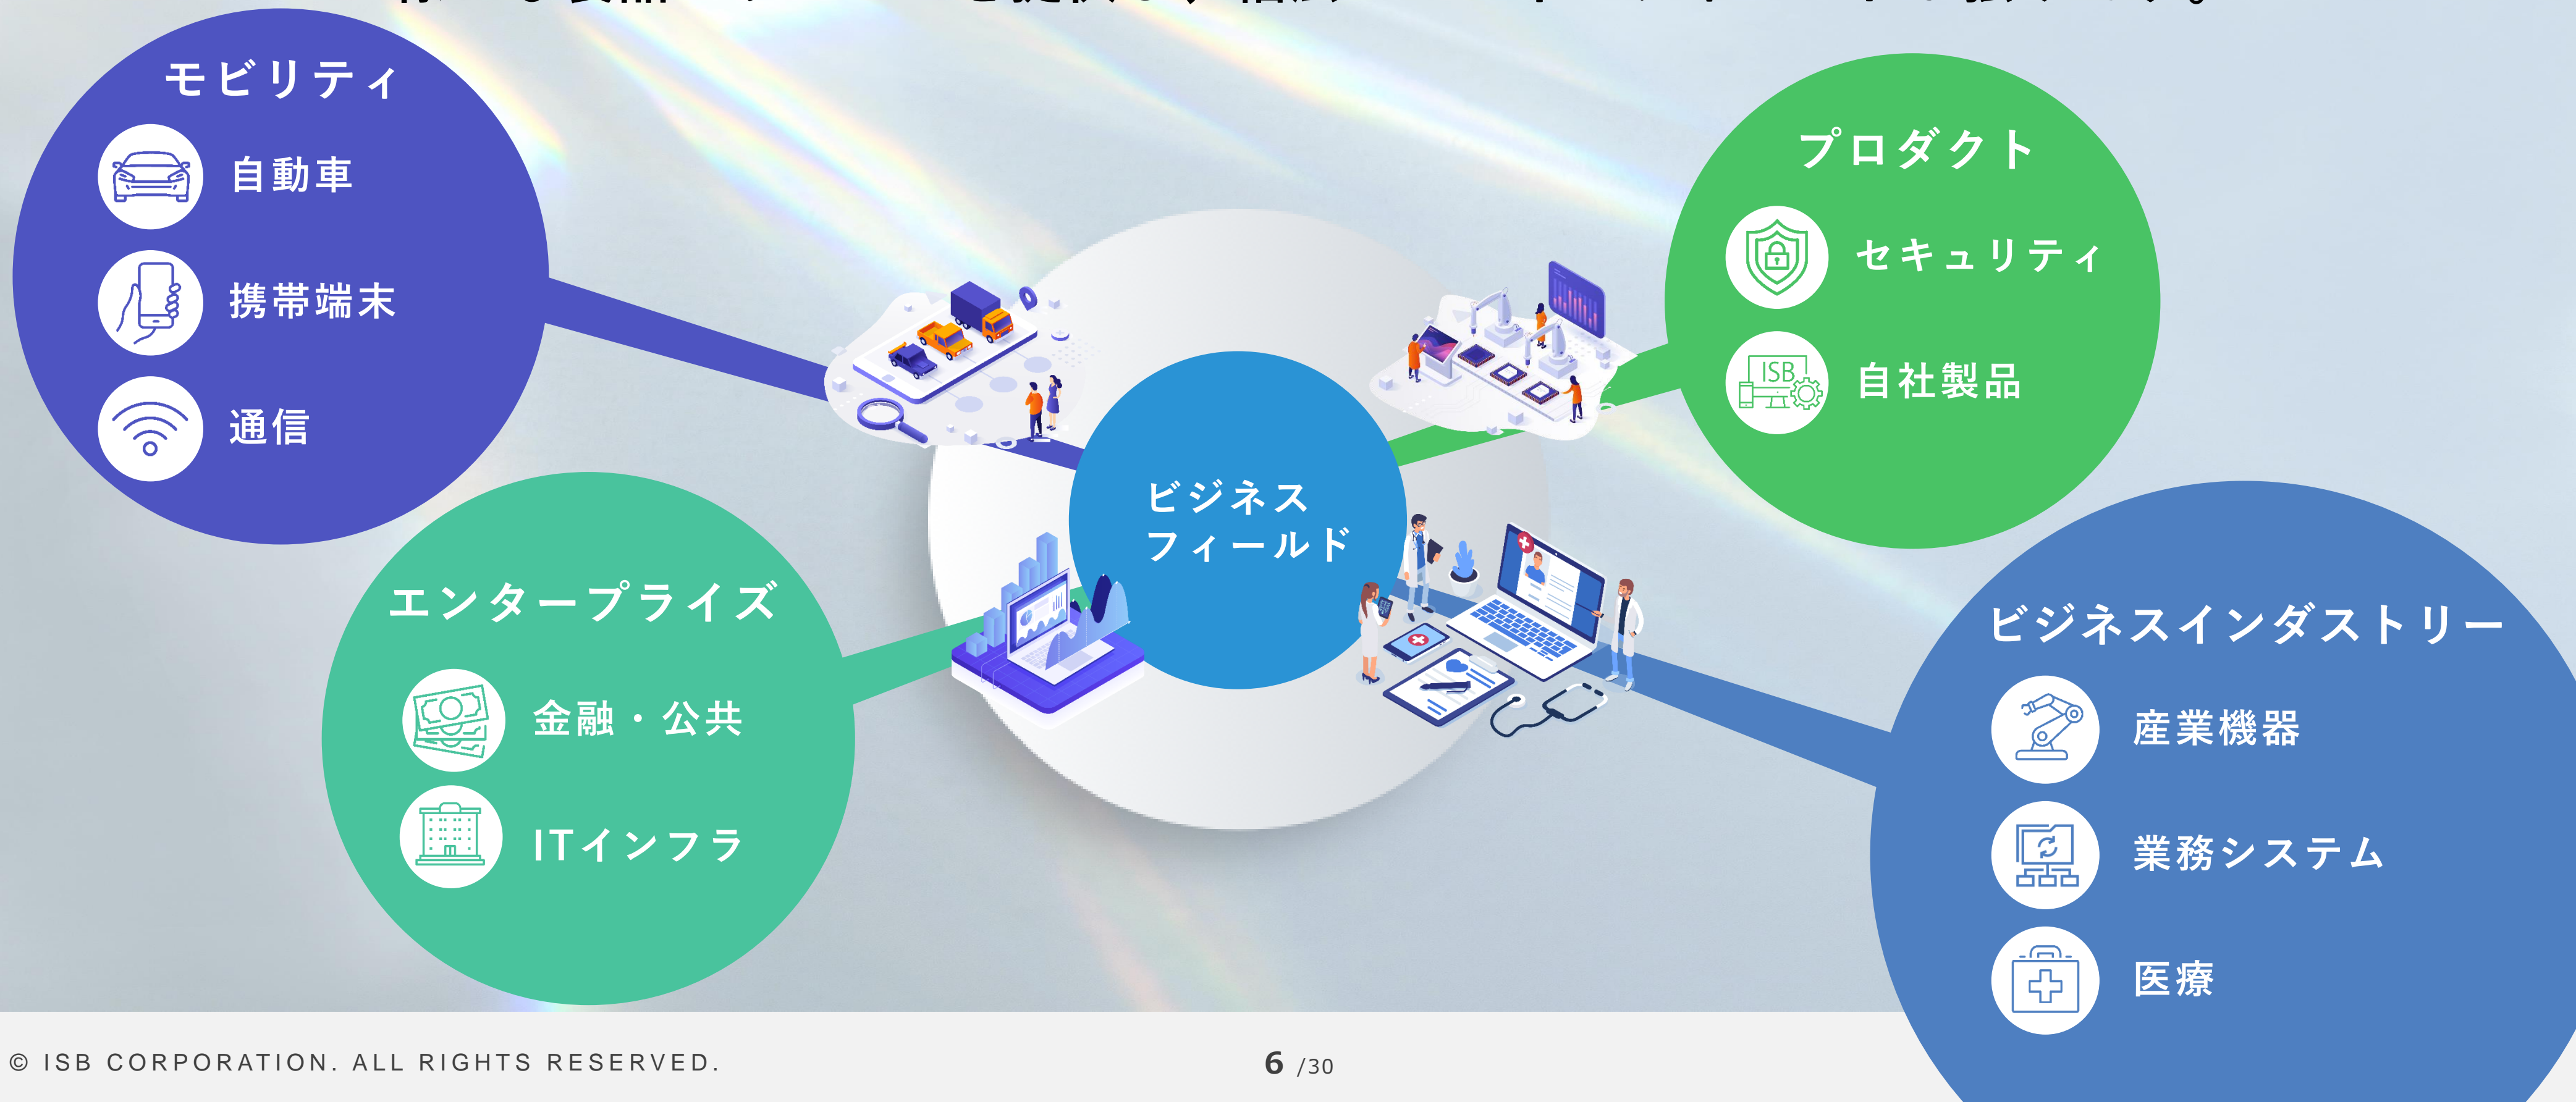 モビリティ
自動車
携帯端末
通信
プロダクト
セキュリティ
ISB
自社製品
ビジネス
フィールド
エンタープライズ
金融・公共
ITインフラ
ビジネスインダストリー
産業機器
業務システム
医療
© ISB CORPORATION. ALL RIGHTS RESERVED.
6 /30